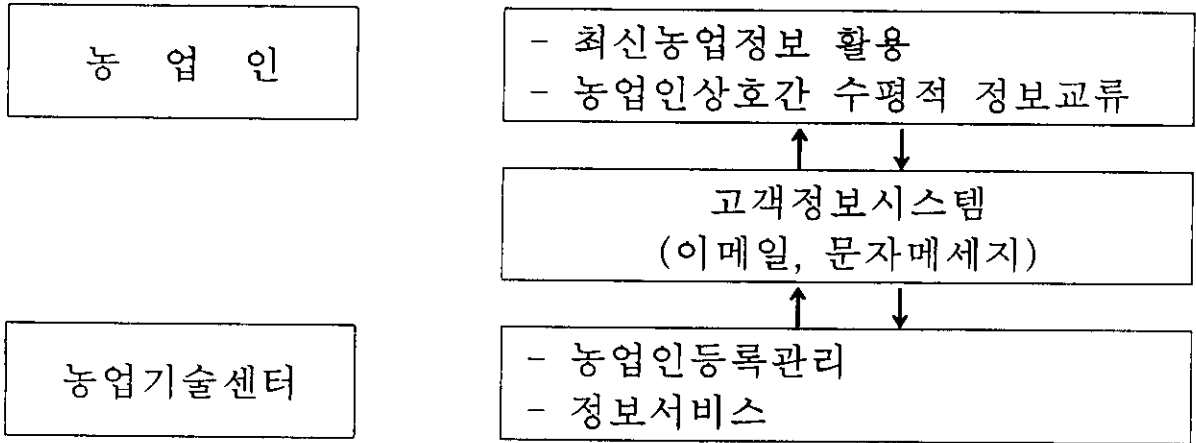 농 업 인
- 최신농업정보 활용
- 농업인상호간 수평적 정보교류
고객정보시스템
(이메일, 문자메세지)
농업기술센터
- 농업인등록관리
- 정보서비스